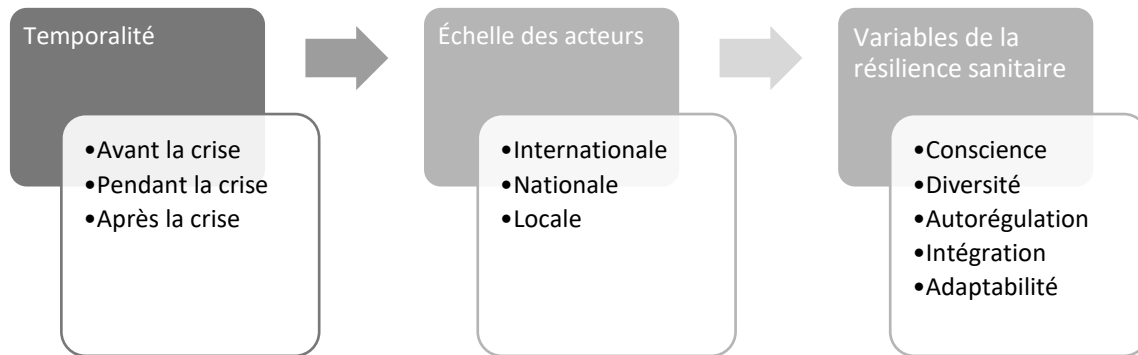 Temporalité
•Avant la crise
•Pendant la crise
•Après la crise
Échelle des acteurs
•Internationale
•Nationale
•Locale
Variables de la
résilience sanitaire
•Conscience
•Diversité
•Autorégulation
•Intégration
•Adaptabilité